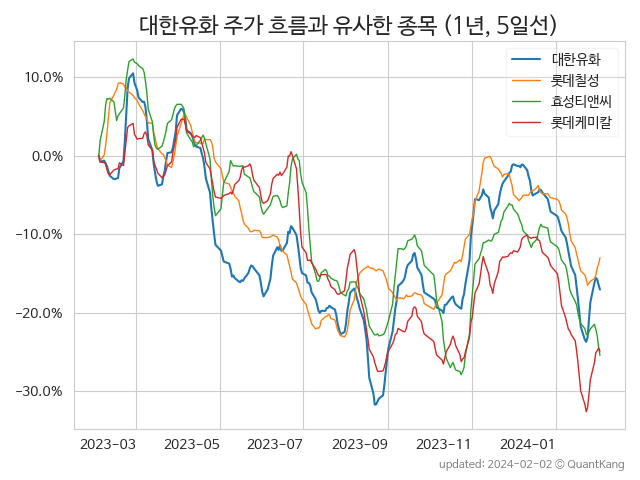 대한유화 주가 흐름과 유사한 종목 (1년, 5일선)
대한유화
롯데칠성
효성티앤씨
롯데케미칼
10.0%
0.0%
−10.0%
−20.0%
−30.0%
2023-03 2023-05 2023-07 2023-09 2023-11 2024-01
updated: 2024-02-02 © QuantKang